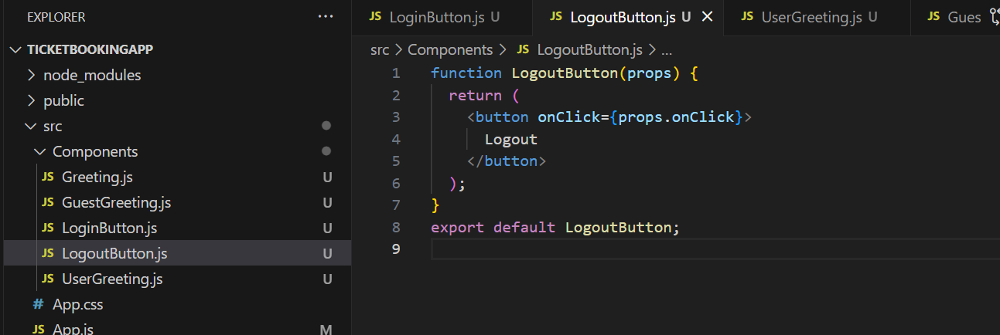 EXPLORER ...
TICKETBOOKINGAPP
node_modules
public
src
Components
JS Greeting.js U
JS GuestGreeting.js U
JS LoginButton.js U
JS LogoutButton.js U
JS UserGreeting.js U
# App.css
JS App.js M
JS LoginButton.js U
JS LogoutButton.js U
JS UserGreeting.js U
JS Gues
src > Components > JS LogoutButton.js > ...
1 function LogoutButton(props) {
2 return (
3 <button onClick={props.onClick}>
4 Logout
5 </button>
6 );
7 }
8 export default LogoutButton;
9